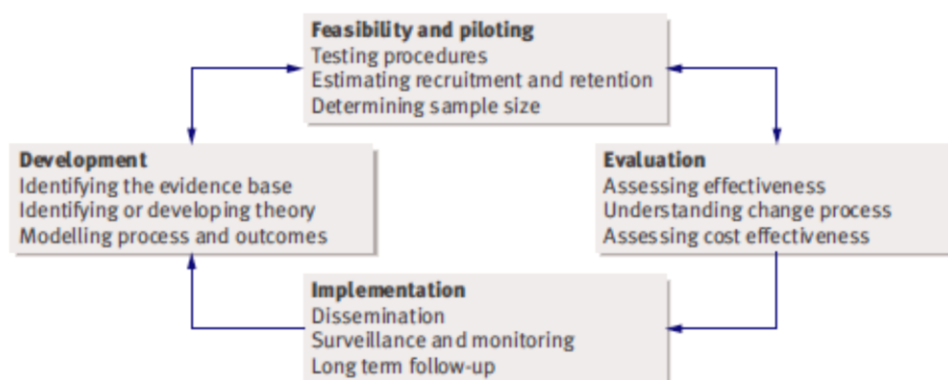 Feasibility and piloting
Testing procedures
Estimating recruitment and retention
Determining sample size
Development
Identifying the evidence base
Identifying or developing theory
Modelling process and outcomes
Evaluation
Assessing effectiveness
Understanding change process
Assessing cost effectiveness
Implementation
Dissemination
Surveillance and monitoring
Long term follow-up